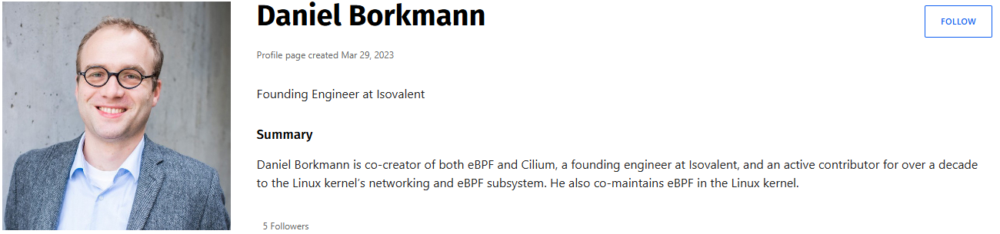 Daniel Borkmann
FOLLOW
Profile page created Mar 29, 2023
Founding Engineer at Isovalent
Summary
Daniel Borkmann is co-creator of both eBPF and Cilium, a founding engineer at Isovalent, and an active contributor for over a decade
to the Linux kernel's networking and eBPF subsystem. He also co-maintains eBPF in the Linux kernel.
5 Followers